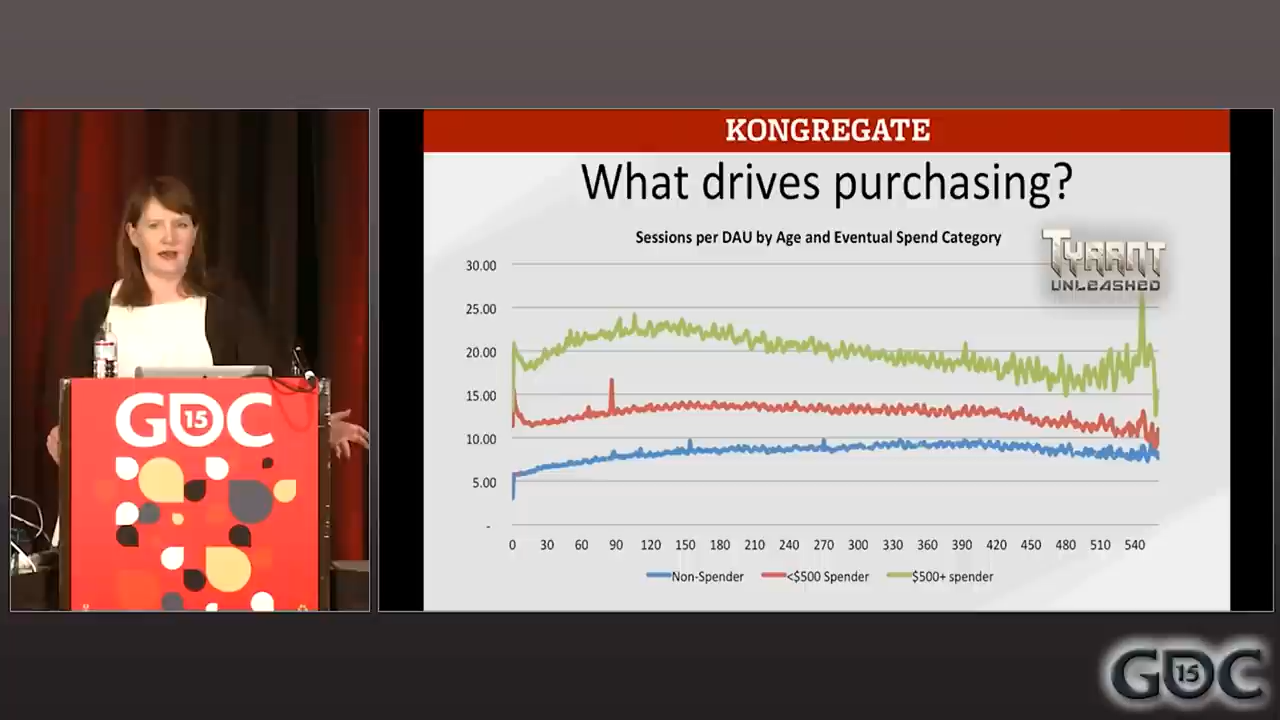 GDC
15
KONGREGATE
What drives purchasing?
Sessions per DAU by Age and Eventual Spend Category
TYRANT
UNLEASHED
30.00
25.00
20.00
15.00
10.00
5.00
-
0 30 60 90 120 150 180 210 240 270 300 330 360 390 420 450 480 510 540
Non-Spender <$500 Spender $500+ spender
GDC
15